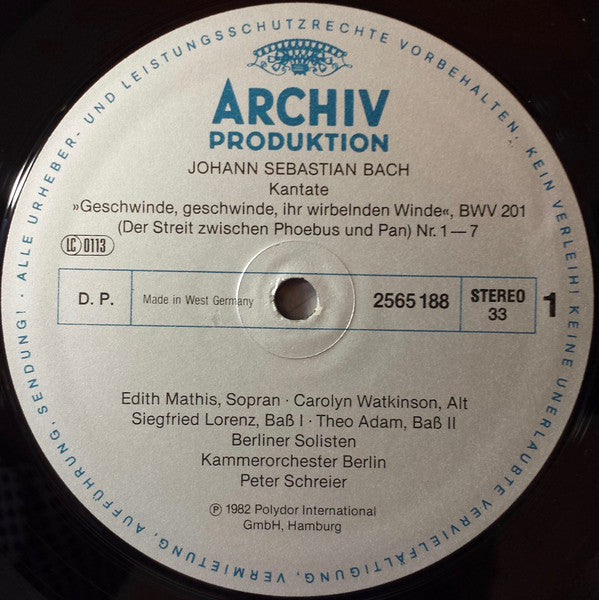 ALLE URHEBER- UND LEISTUNGSSCHUTZRECHTE VORBEHALTEN. KEIN VERLEIH! KEINE UNERLAUBTE VERVIELFÄLTIGUNG, VERMIETUNG, AUFFÜHRUNG, SENDUNG! ·
ARCHIV
PRODUKTION
JOHANN SEBASTIAN BACH
Kantate
»Geschwinde, geschwinde, ihr wirbelnden Winde«, BWV 201
(Der Streit zwischen Phoebus und Pan) Nr. 1—7
LC 0113
D. P. Made in West Germany 2565 188 STEREO 1
33
Edith Mathis, Sopran · Carolyn Watkinson, Alt
Siegfried Lorenz, Baß I · Theo Adam, Baß II
Berliner Solisten
Kammerorchester Berlin
Peter Schreier
Ⓟ 1982 Polydor International
GmbH, Hamburg